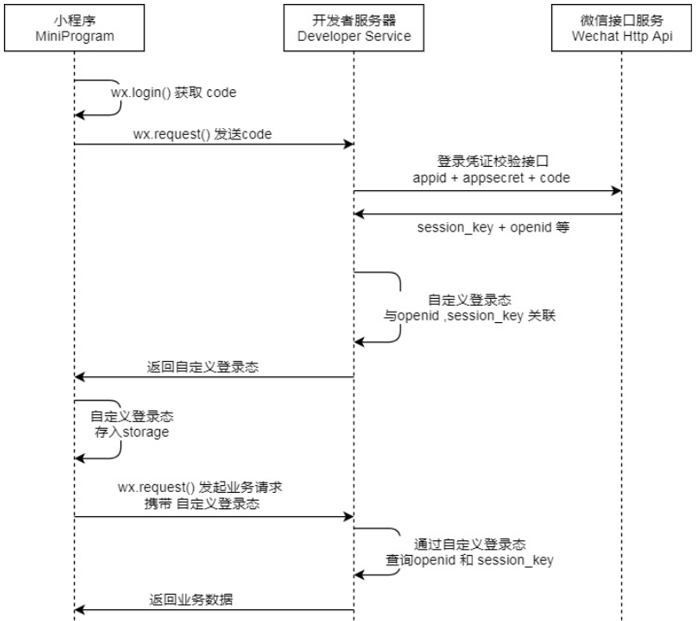 小程序
MiniProgram
开发者服务器
Developer Service
微信接口服务
Wechat Http Api
wx.login() 获取 code
wx.request() 发送code
登录凭证校验接口
appid + appsecret + code
session_key + openid 等
自定义登录态
与openid ,session_key 关联
返回自定义登录态
自定义登录态
存入storage
wx.request() 发起业务请求
携带 自定义登录态
通过自定义登录态
查询openid 和 session_key
返回业务数据